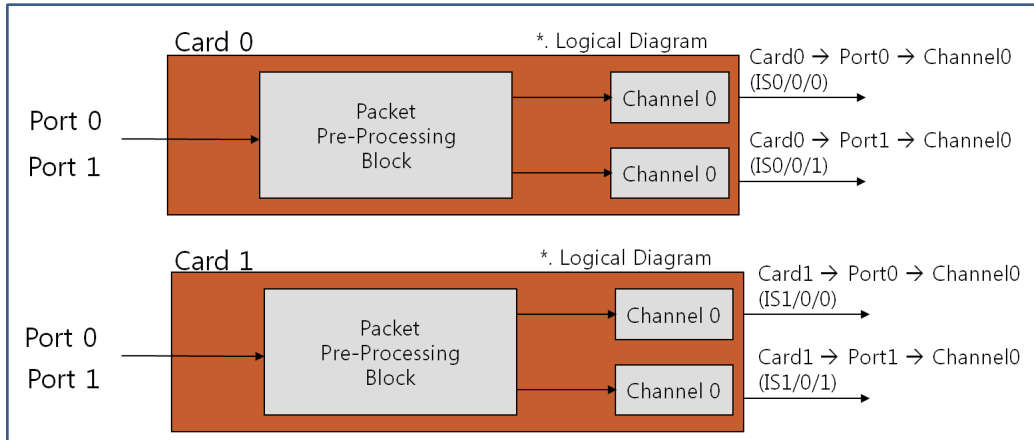 Card 0
*. Logical Diagram
Port 0
Port 1
Packet
Pre-Processing
Block
Channel 0
Channel 0
Card0 → Port0 → Channel0
(IS0/0/0)
Card0 → Port1 → Channel0
(IS0/0/1)
Card 1
*. Logical Diagram
Port 0
Port 1
Packet
Pre-Processing
Block
Channel 0
Channel 0
Card1 → Port0 → Channel0
(IS1/0/0)
Card1 → Port1 → Channel0
(IS1/0/1)